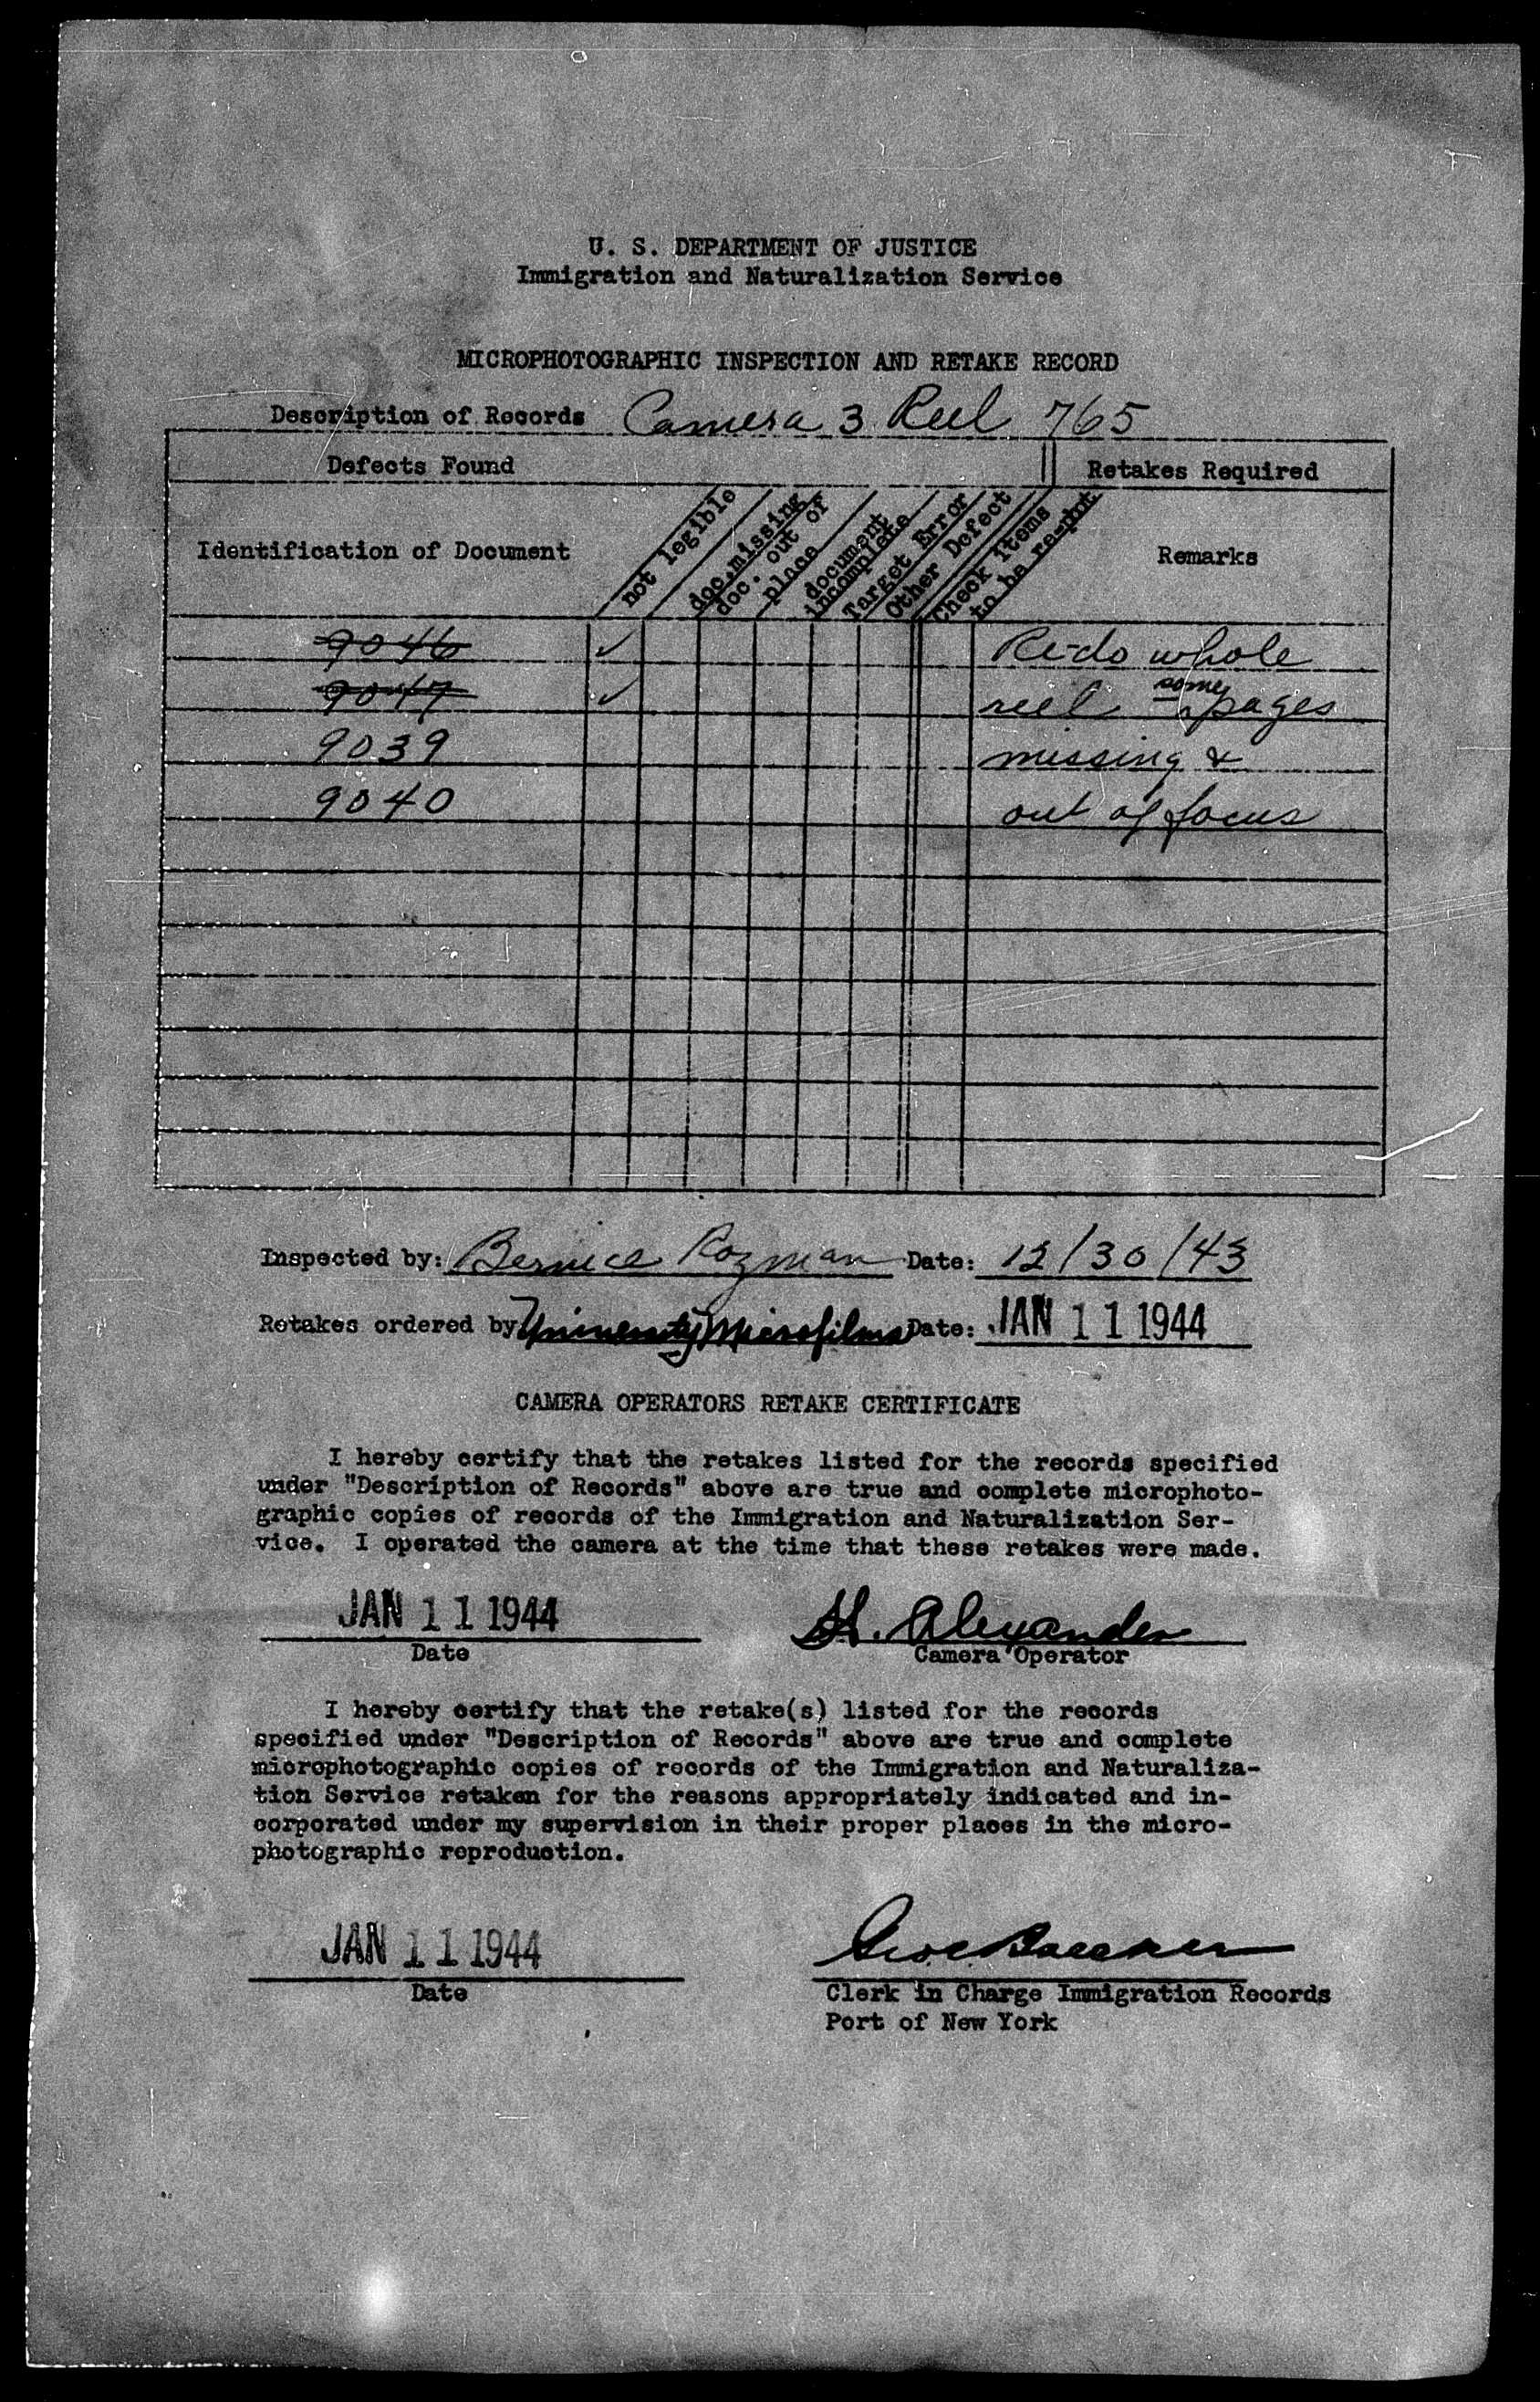 U. S. DEPARTMENT OF JUSTICE
Immigration and Naturalization Service
MICROPHOTOGRAPHIC INSPECTION AND RETAKE RECORD
Description of Records Camera 3 Reel 765
Defects Found Retakes Required
Identification of Document
not legible
doc. missing
doc. out of
place
document
incomplete
Target Error
Other Defect
Check items
to be re-pht
Remarks
9046 ✓ Re-do whole
9047 ✓ reel - some pages
9039 missing &
9040 out of focus
Inspected by: Bernice Rozman Date: 12/30/43
Retakes ordered by University Microfilms Date: JAN 11 1944
CAMERA OPERATORS RETAKE CERTIFICATE
I hereby certify that the retakes listed for the records specified
under "Description of Records" above are true and complete microphoto-
graphic copies of records of the Immigration and Naturalization Ser-
vice. I operated the camera at the time that these retakes were made.
JAN 11 1944 H. Alexander
Date Camera Operator
I hereby certify that the retake(s) listed for the records
specified under "Description of Records" above are true and complete
microphotographic copies of records of the Immigration and Naturaliza-
tion Service retaken for the reasons appropriately indicated and in-
corporated under my supervision in their proper places in the micro-
photographic reproduction.
JAN 11 1944
Date Clerk in Charge Immigration Records
Port of New York